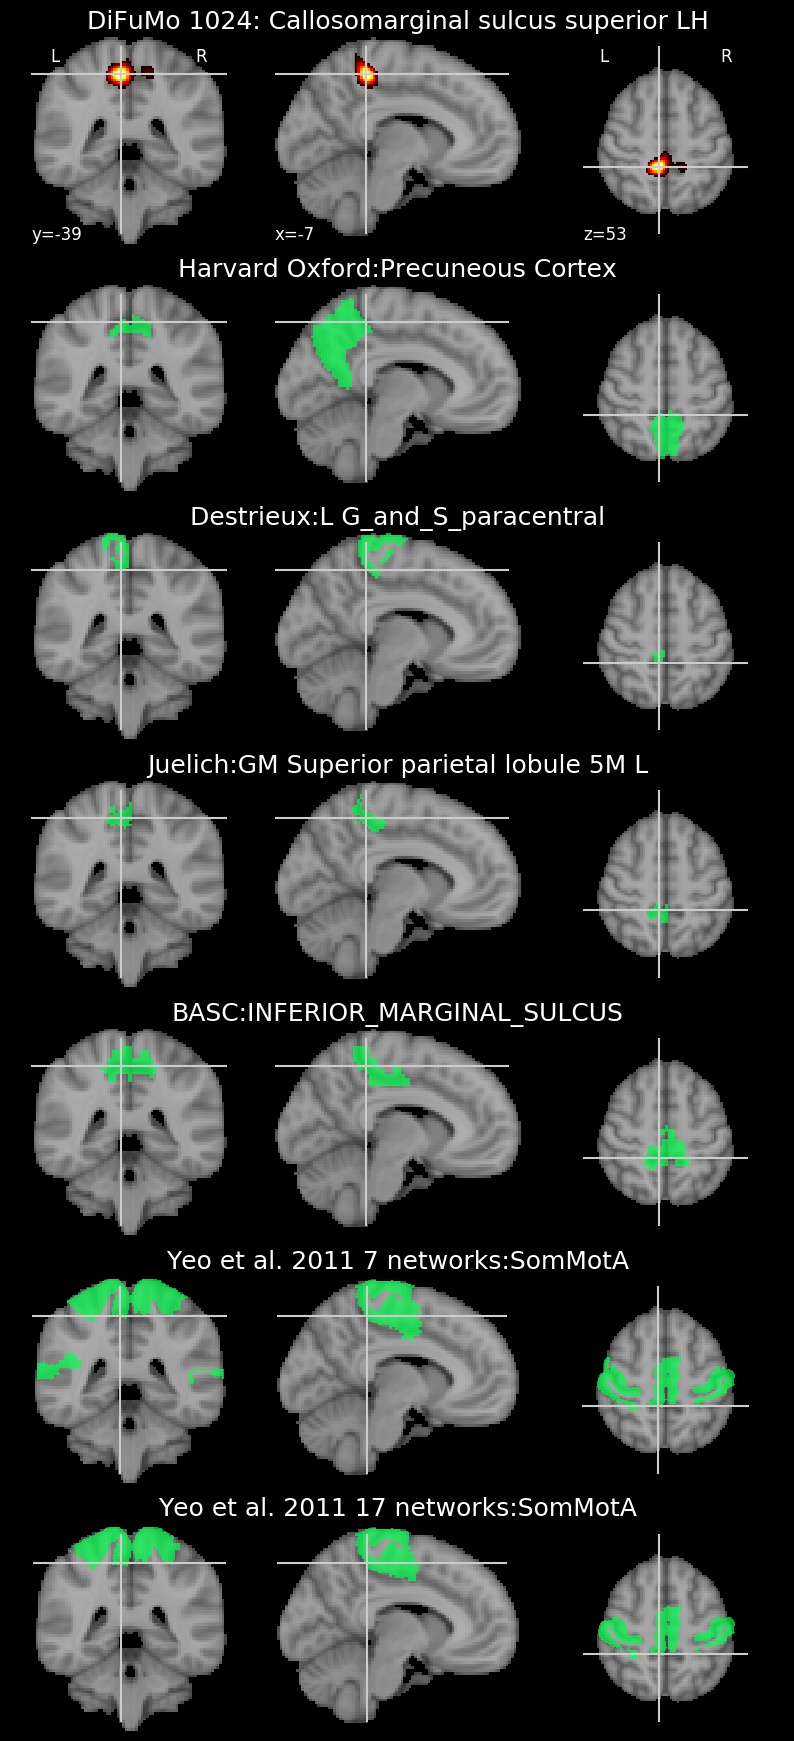 DiFuMo 1024: Callosomarginal sulcus superior LH
L R L R
y=-39 x=-7 z=53
Harvard Oxford:Precuneous Cortex
Destrieux:L G_and_S_paracentral
Juelich:GM Superior parietal lobule 5M L
BASC:INFERIOR_MARGINAL_SULCUS
Yeo et al. 2011 7 networks:SomMotA
Yeo et al. 2011 17 networks:SomMotA